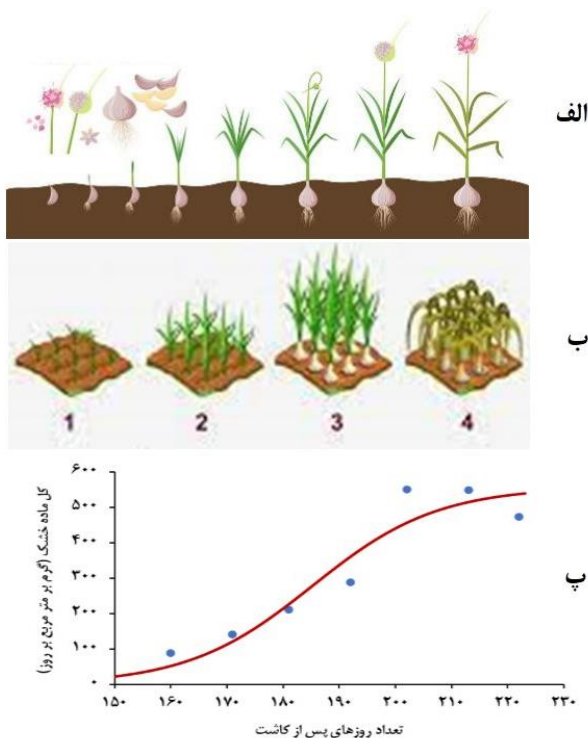 الف
ب
1 2 3 4
پ
کل ماده خشک (گرم بر متر مربع بر روز)
۶۰۰
۵۰۰
۴۰۰
۳۰۰
۲۰۰
۱۰۰
۰
۱۵۰ ۱۶۰ ۱۷۰ ۱۸۰ ۱۹۰ ۲۰۰ ۲۱۰ ۲۲۰ ۲۳۰
تعداد روزهای پس از کاشت